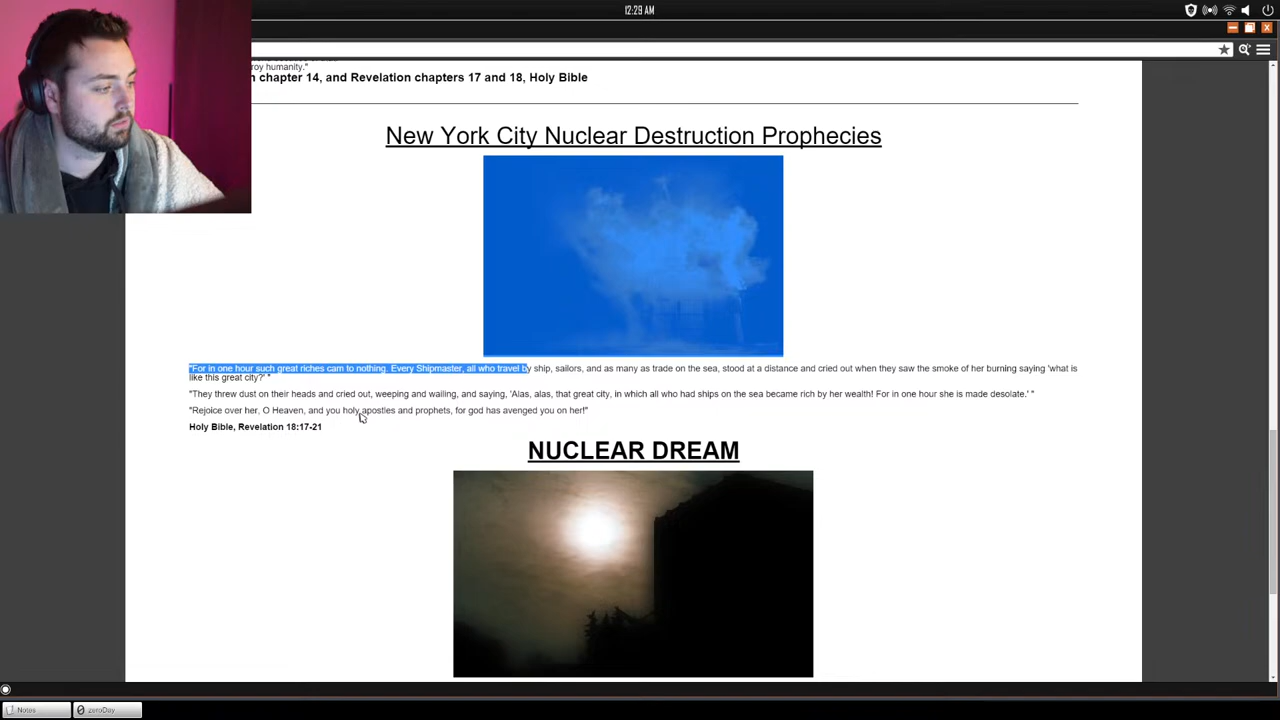 12:29 AM
roy humanity."
n chapter 14, and Revelation chapters 17 and 18, Holy Bible
New York City Nuclear Destruction Prophecies
"For in one hour such great riches cam to nothing. Every Shipmaster, all who travel by ship, sailors, and as many as trade on the sea, stood at a distance and cried out when they saw the smoke of her burning saying 'what is
like this great city?' "
"They threw dust on their heads and cried out, weeping and wailing, and saying, 'Alas, alas, that great city, in which all who had ships on the sea became rich by her wealth! For in one hour she is made desolate.' "
"Rejoice over her, O Heaven, and you holy apostles and prophets, for god has avenged you on her!"
Holy Bible, Revelation 18:17-21
NUCLEAR DREAM
Notes
zeroDay